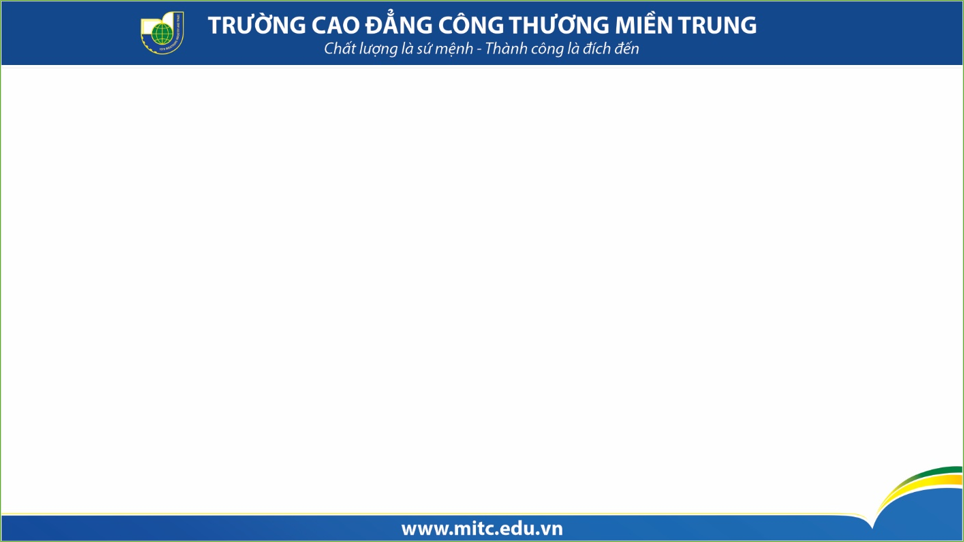 TRƯỜNG CAO ĐẲNG CÔNG THƯƠNG MIỀN TRUNG
Chất lượng là sứ mệnh - Thành công là đích đến
www.mitc.edu.vn